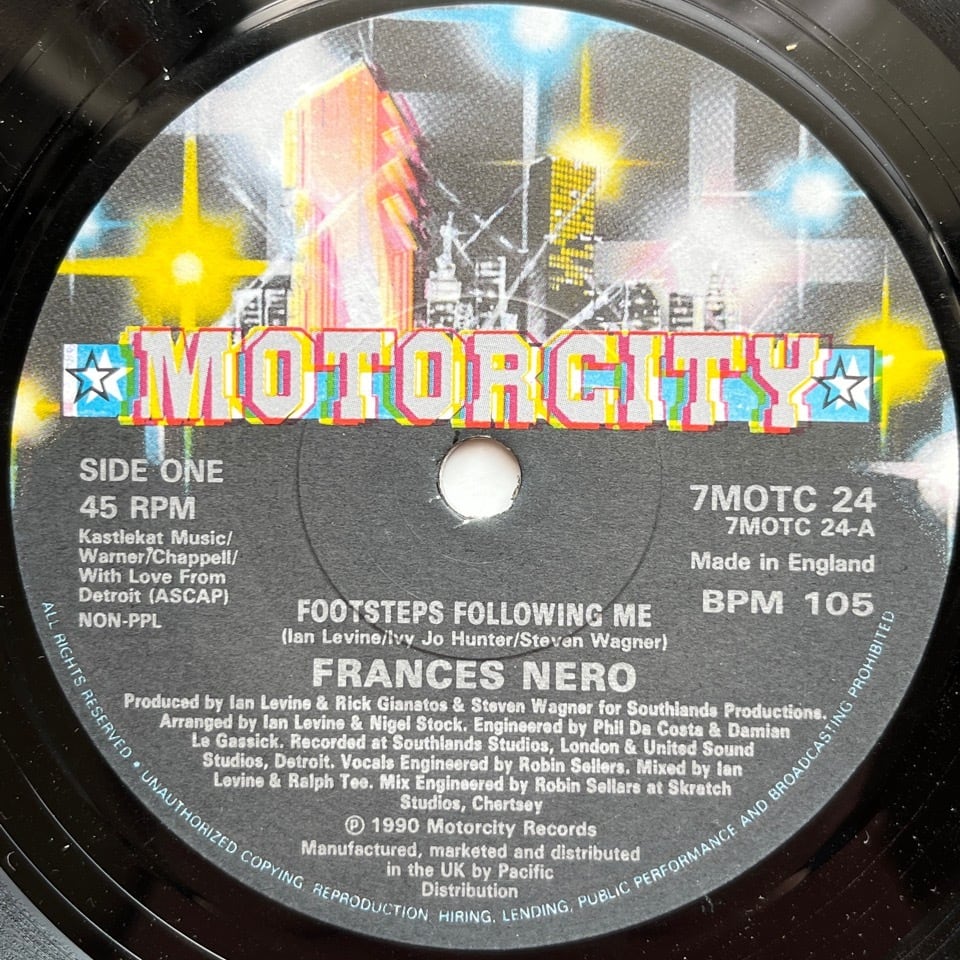 MOTORCITY
SIDE ONE
45 RPM
Kastlekat Music/
Warner/Chappell/
With Love From
Detroit (ASCAP)
NON-PPL
7MOTC 24
7MOTC 24-A
Made in England
BPM 105
FOOTSTEPS FOLLOWING ME
(Ian Levine/Ivy Jo Hunter/Steven Wagner)
FRANCES NERO
Produced by Ian Levine & Rick Gianatos & Steven Wagner for Southlands Productions.
Arranged by Ian Levine & Nigel Stock. Engineered by Phil Da Costa & Damian
Le Gassick. Recorded at Southlands Studios, London & United Sound
Studios, Detroit. Vocals Engineered by Robin Sellers. Mixed by Ian
Levine & Ralph Tee. Mix Engineered by Robin Sellars at Skratch
Studios, Chertsey
℗ 1990 Motorcity Records
Manufactured, marketed and distributed
in the UK by Pacific
Distribution
ALL RIGHTS RESERVED • UNAUTHORIZED COPYING, REPRODUCTION, HIRING, LENDING, PUBLIC PERFORMANCE AND BROADCASTING PROHIBITED